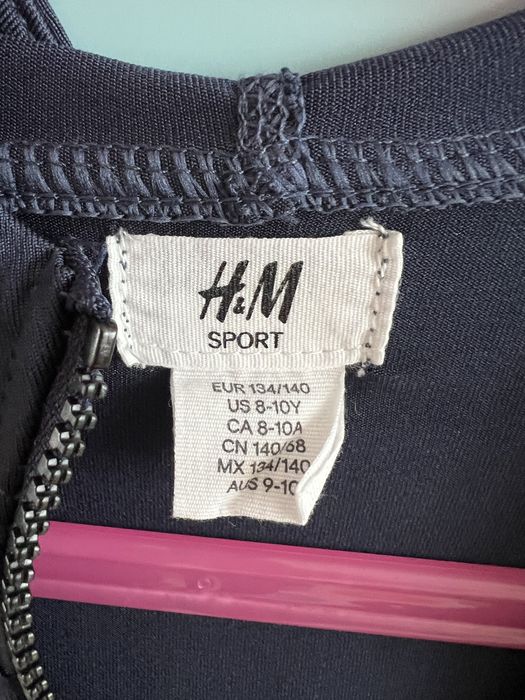 H&M
SPORT
EUR 134/140
US 8-10Y
CA 8-10A
CN 140/68
MX 134/140
AUS 9-10